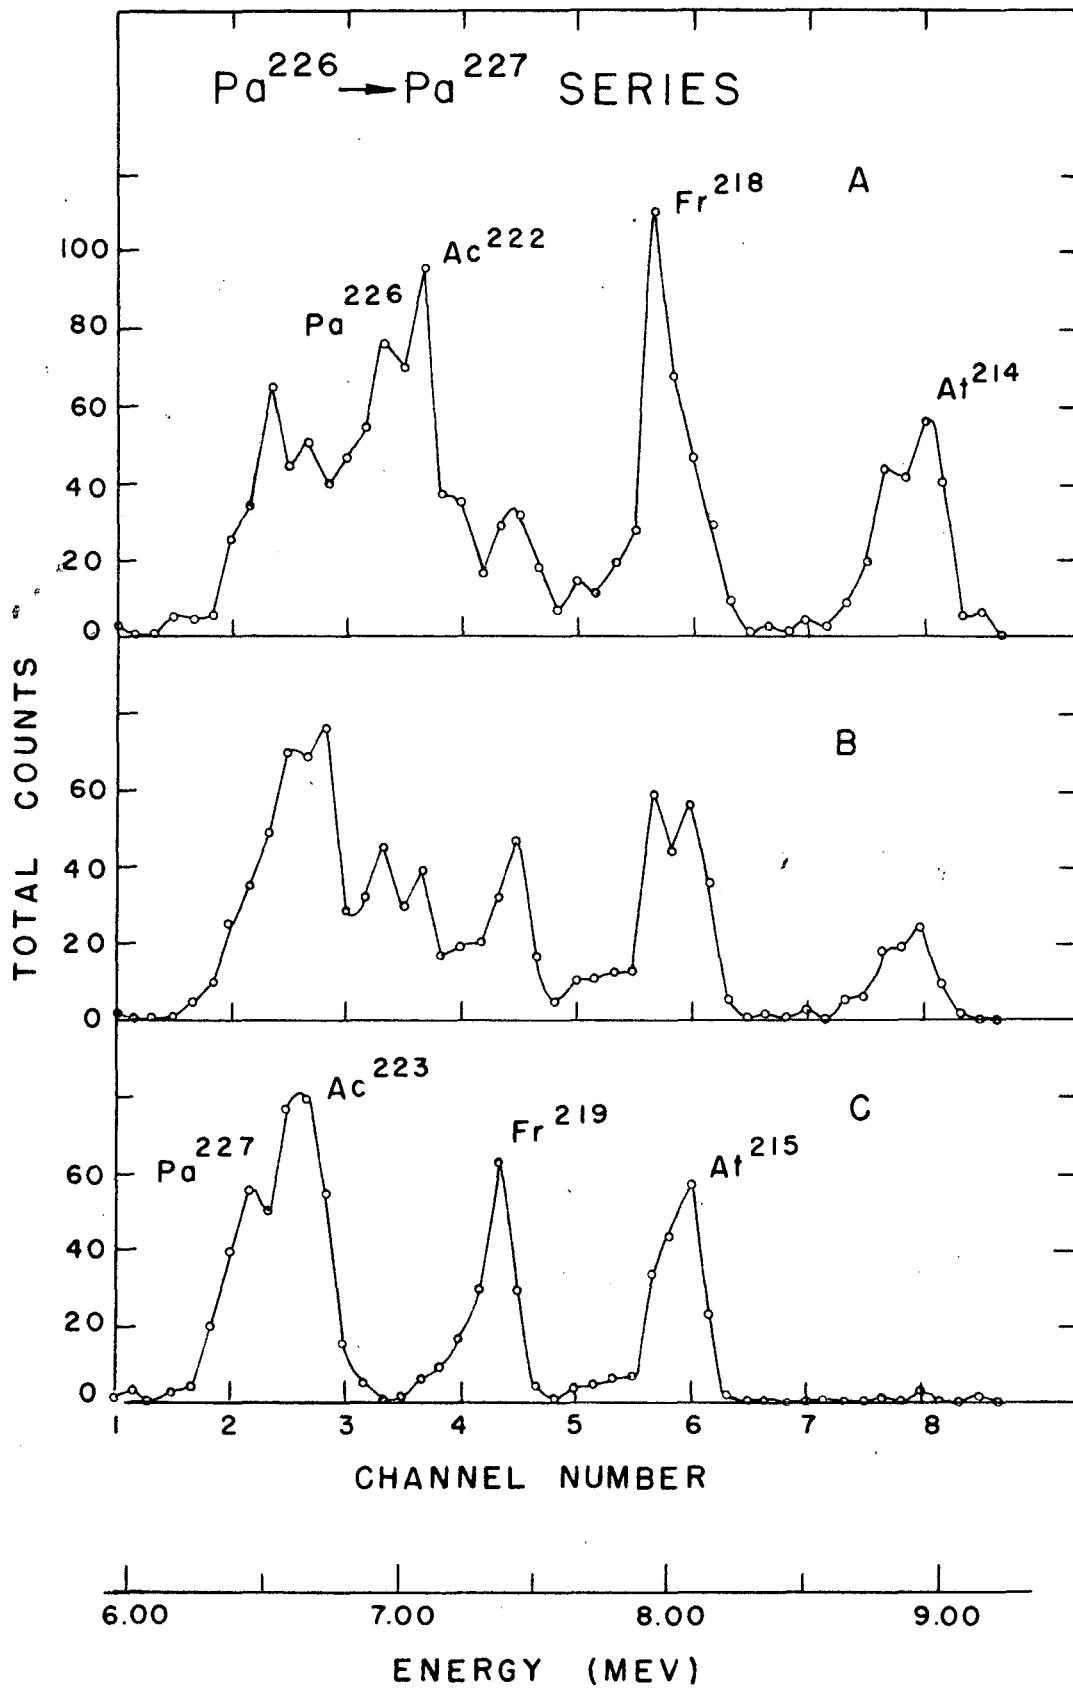 Pa226 → Pa227 SERIES
A
Fr218
Ac222
Pa226
At214
100
80
60
40
20
0
TOTAL COUNTS
B
60
40
20
0
C
Ac223
Pa227
Fr219
At215
60
40
20
0
1 2 3 4 5 6 7 8
CHANNEL NUMBER
6.00 7.00 8.00 9.00
ENERGY (MEV)